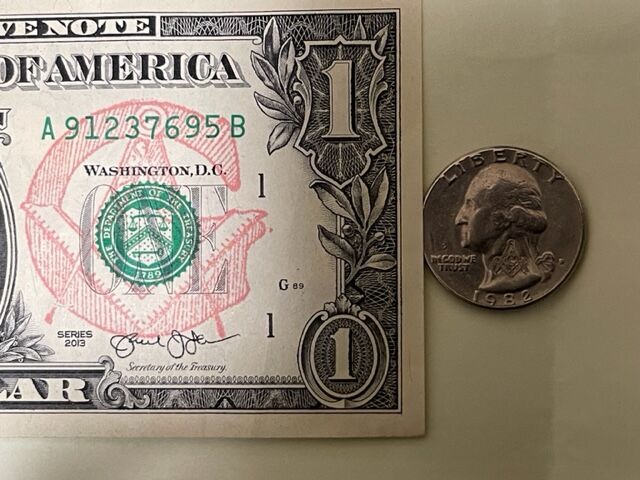 VE NOTE
OF AMERICA
1
A 91237695 B
WASHINGTON, D.C.
1
ONE
THE DEPARTMENT OF THE TREASURY
1789
G 89
1
SERIES
2013
Secretary of the Treasury.
1
LAR
LIBERTY
IN GOD WE
TRUST
1982